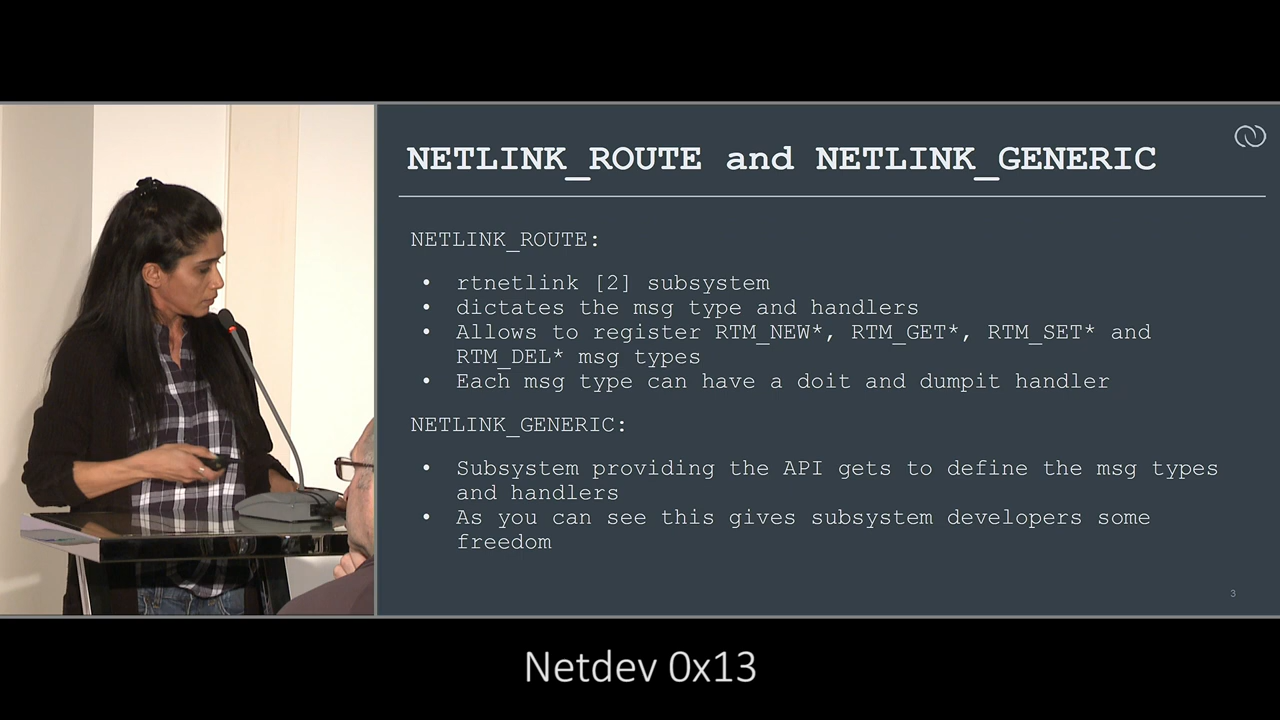 NETLINK_ROUTE and NETLINK_GENERIC
NETLINK_ROUTE:
• rtnetlink [2] subsystem
• dictates the msg type and handlers
• Allows to register RTM_NEW*, RTM_GET*, RTM_SET* and
RTM_DEL* msg types
• Each msg type can have a doit and dumpit handler
NETLINK_GENERIC:
• Subsystem providing the API gets to define the msg types
and handlers
• As you can see this gives subsystem developers some
freedom
3
Netdev 0x13